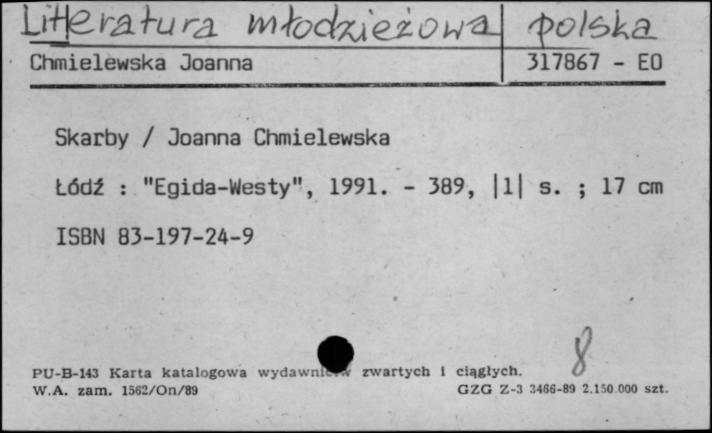 Literatura młodzieżowa polska
Chmielewska Joanna 317867 - EO
Skarby / Joanna Chmielewska
Łódź : "Egida-Westy", 1991. - 389, |1| s. ; 17 cm
ISBN 83-197-24-9
8
PU-B-143 Karta katalogowa wydawnictw zwartych i ciągłych.
W.A. zam. 1562/On/89 GZG Z-3 3466-89 2.150.000 szt.